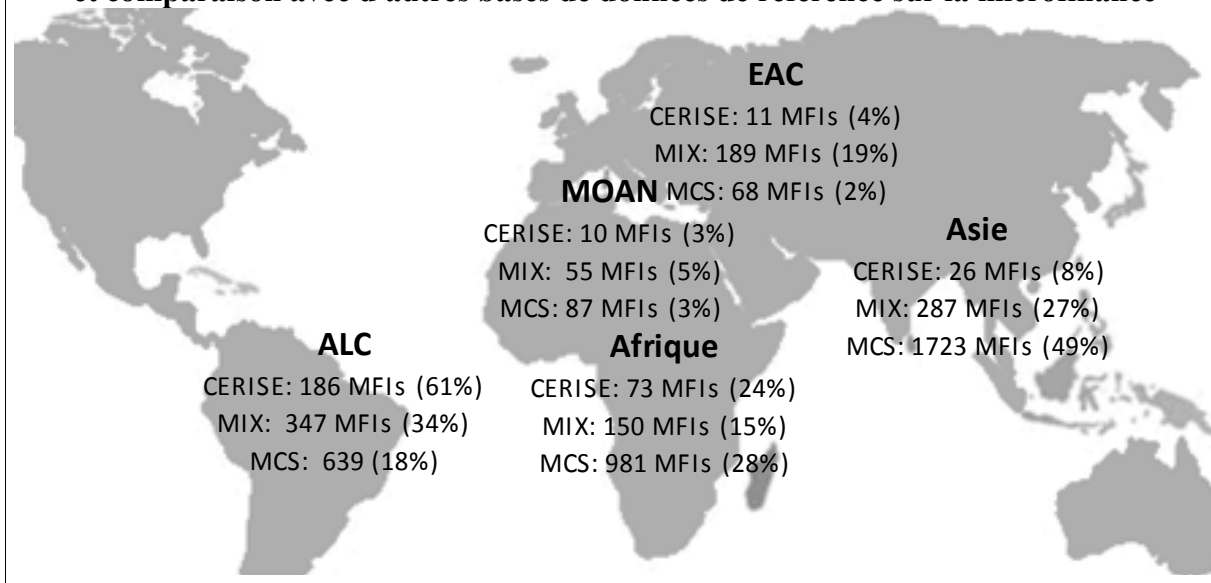 et comparaison avec d'autres bases de données de référence sur la microfinance
EAC
CERISE: 11 MFIs (4%)
MIX: 189 MFIs (19%)
MCS: 68 MFIs (2%)
MOAN
CERISE: 10 MFIs (3%)
MIX: 55 MFIs (5%)
MCS: 87 MFIs (3%)
Asie
CERISE: 26 MFIs (8%)
MIX: 287 MFIs (27%)
MCS: 1723 MFIs (49%)
ALC
CERISE: 186 MFIs (61%)
MIX: 347 MFIs (34%)
MCS: 639 (18%)
Afrique
CERISE: 73 MFIs (24%)
MIX: 150 MFIs (15%)
MCS: 981 MFIs (28%)